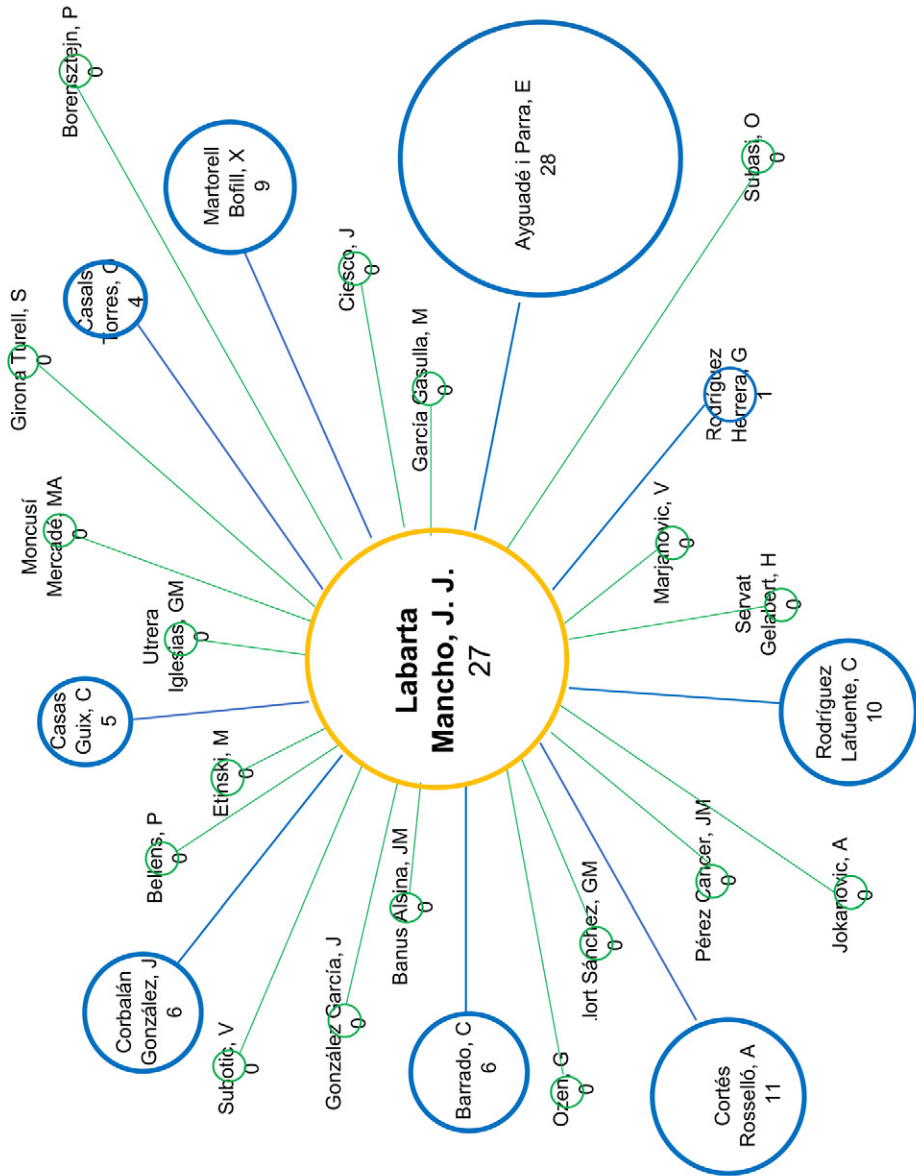 Girona Turell, S
0
Moncusí
Mercadé, MA
0
Borensztejn, P
0
Casas
Guix, C
5
Casals
Torres, O
4
Corbalán
González, J
6
Bellens, P
0
Utrera
Iglesias, GM
0
Martorell
Bofill, X
9
Subotic, V
0
Etinski, M
0
González García, J
0
Ciesco, J
0
Banus Alsina, JM
0
García Gasulla, M
0
Labarta
Mancho, J. J.
27
Barrado, C
6
Ayguadé i Parra, E
28
Ozen, G
0
Sánchez, GM
0
Marjanovic, V
0
Pérez Cancer, JM
0
Cortés
Rosselló, A
11
Rodríguez
Herrera, G
1
Servat
Gelabert, H
0
Subasi, O
0
Jokanovic, A
0
Rodríguez
Lafuente, C
10